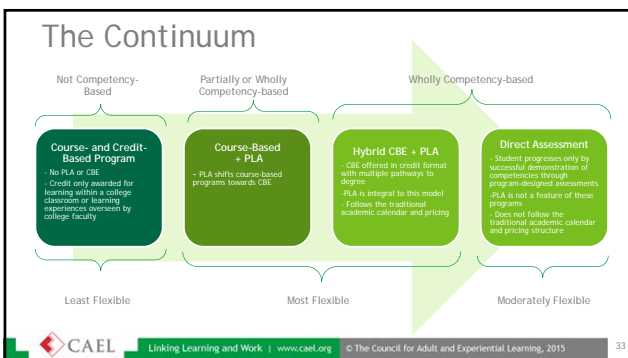 The Continuum
Not Competency-
Based
Partially or Wholly
Competency-based
Wholly Competency-based
Course- and Credit-
Based Program
- No PLA or CBE
- Credit only awarded for
learning within a college
classroom or learning
experiences overseen by
college faculty
Course-Based
+ PLA
- PLA shifts course-based
programs towards CBE
Hybrid CBE + PLA
- CBE offered in credit format
with multiple pathways to
degree
-PLA is integral to this model
- Follows the traditional
academic calendar and pricing
Direct Assessment
- Student progresses only by
successful demonstration of
competencies through
program-designed assessments
-PLA is not a feature of these
programs
- Does not follow the
traditional academic calendar
and pricing structure
Least Flexible
Most Flexible
Moderately Flexible
CAEL
Linking Learning and Work | www.cael.org
© The Council for Adult and Experiential Learning, 2015
33